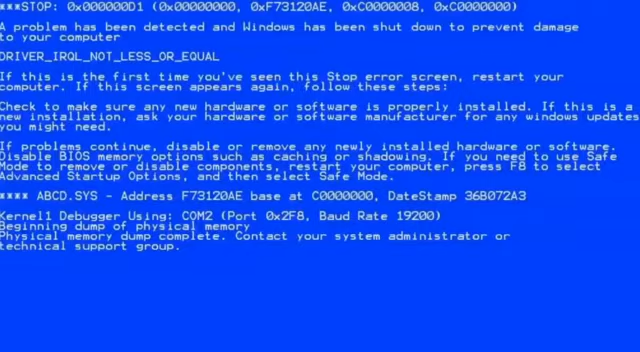 ***STOP: 0x000000D1 (0x00000000, 0xF73120AE, 0xC0000008, 0xC0000000)
A problem has been detected and Windows has been shut down to prevent damage
to your computer
DRIVER_IRQL_NOT_LESS_OR_EQUAL
If this is the first time you've seen this Stop error screen, restart your
computer. If this screen appears again, follow these steps:
Check to make sure any new hardware or software is properly installed. If this is a
new installation, ask your hardware or software manufacturer for any windows updates
you might need.
If problems continue, disable or remove any newly installed hardware or software.
Disable BIOS memory options such as caching or shadowing. If you need to use Safe
Mode to remove or disable components, restart your computer, press F8 to select
Advanced Startup Options, and then select Safe Mode.
**** ABCD.SYS - Address F73120AE base at C0000000, DateStamp 36B072A3
Kernel1 Debugger Using: COM2 (Port 0x2F8, Baud Rate 19200)
Beginning dump of physical memory
Physical memory dump complete. Contact your system administrator or
technical support group.